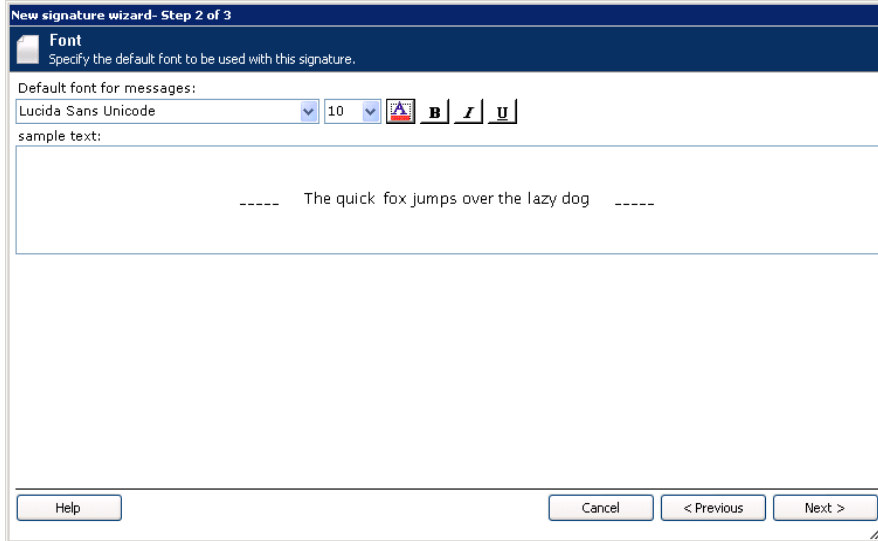 New signature wizard- Step 2 of 3
Font
Specify the default font to be used with this signature.
Default font for messages:
Lucida Sans Unicode 10 A B I U
sample text:
_____ The quick fox jumps over the lazy dog _____
Help Cancel < Previous Next >